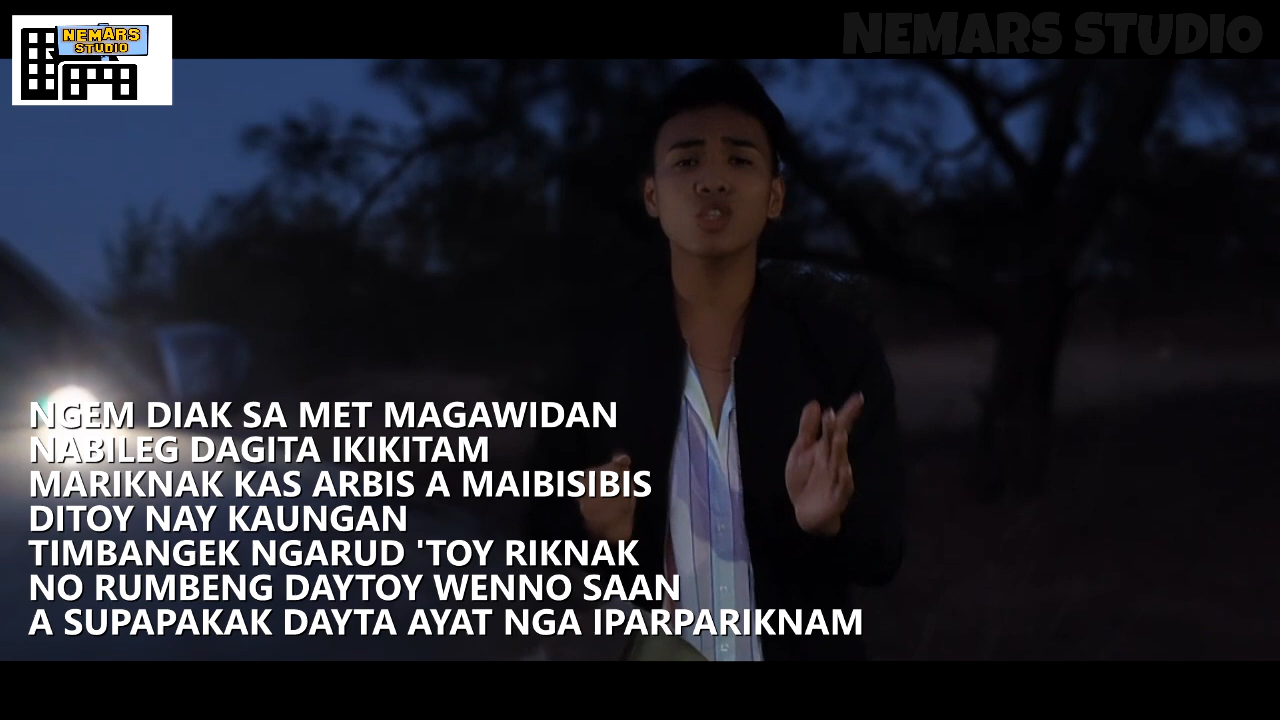 NEMARS STUDIO
NEMARS
STUDIO
NGEM DIAK SA MET MAGAWIDAN
NABILEG DAGITA IKIKITAM
MARIKNAK KAS ARBIS A MAIBISIBIS
DITOY NAY KAUNGAN
TIMBANGEK NGARUD 'TOY RIKNAK
NO RUMBENG DAYTOY WENNO SAAN
A SUPAPAKAK DAYTA AYAT NGA IPARPARIKNAM